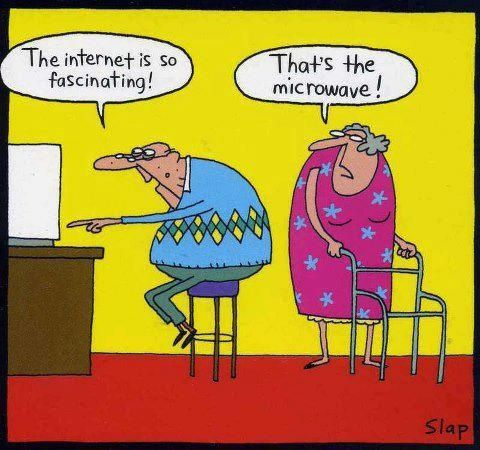 The internet is so
fascinating!
That's the
microwave!
Slap